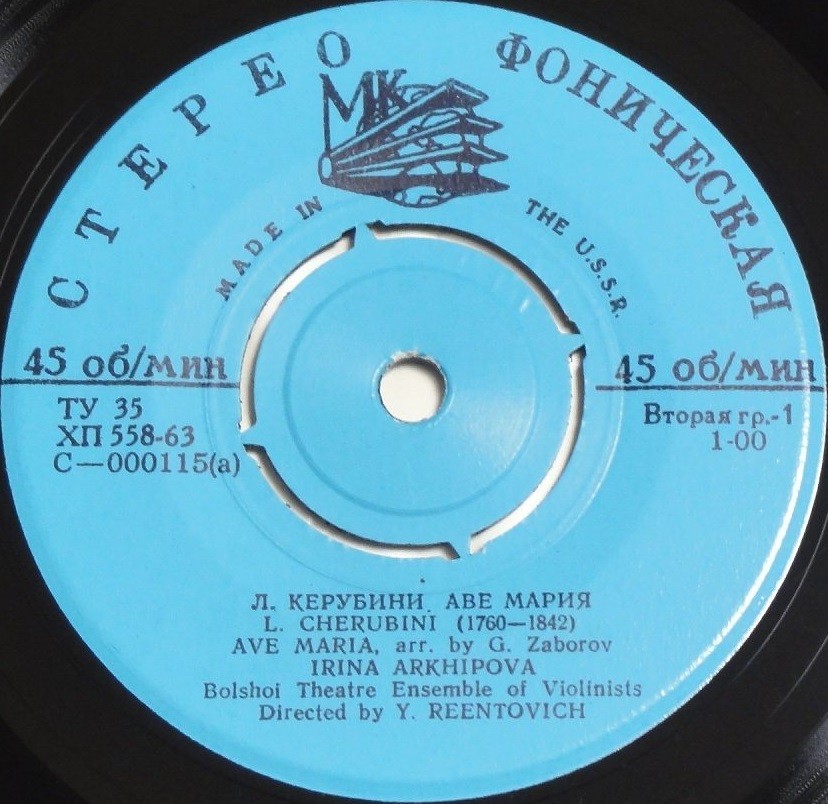 СТЕРЕО ФОНИЧЕСКАЯ
МК
MADE IN THE U.S.S.R.
45 об/мин
45 об/мин
ТУ 35
ХП 558-63
С—000115(а)
Вторая гр.-1
1-00
Л. КЕРУБИНИ. АВЕ МАРИЯ
L. CHERUBINI (1760—1842)
AVE MARIA, arr. by G. Zaborov
IRINA ARKHIPOVA
Bolshoi Theatre Ensemble of Violinists
Directed by Y. REENTOVICH